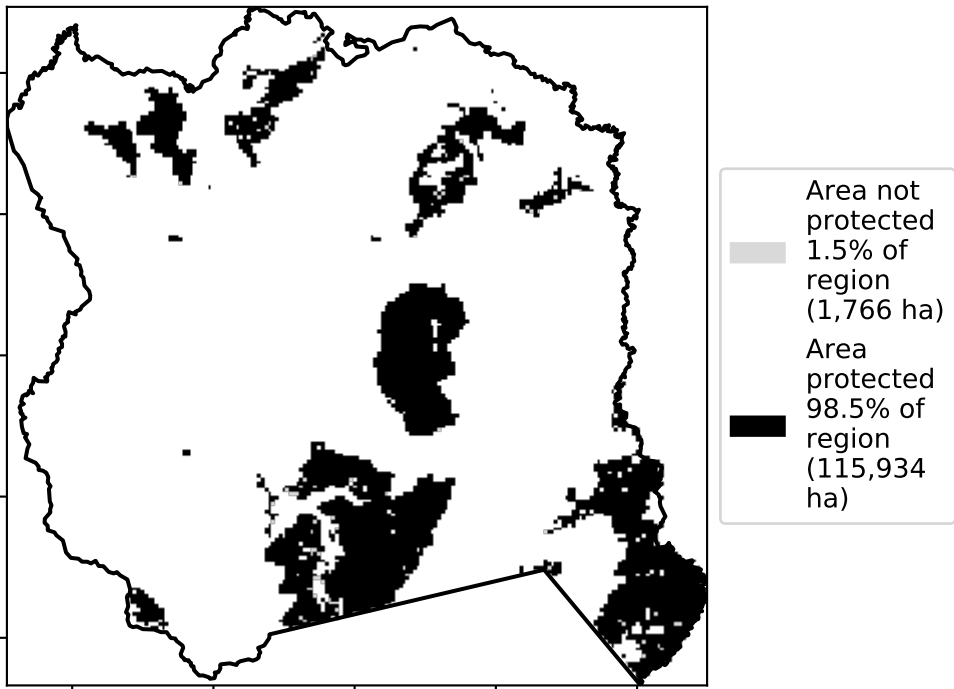 Area not
protected
1.5% of
region
(1,766 ha)
Area
protected
98.5% of
region
(115,934
ha)